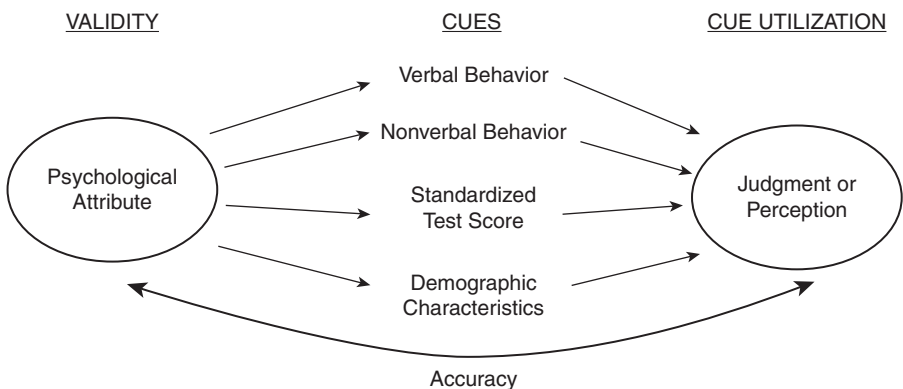 VALIDITY
CUES
CUE UTILIZATION
Verbal Behavior
Nonverbal Behavior
Psychological
Attribute
Standardized
Test Score
Judgment or
Perception
Demographic
Characteristics
Accuracy